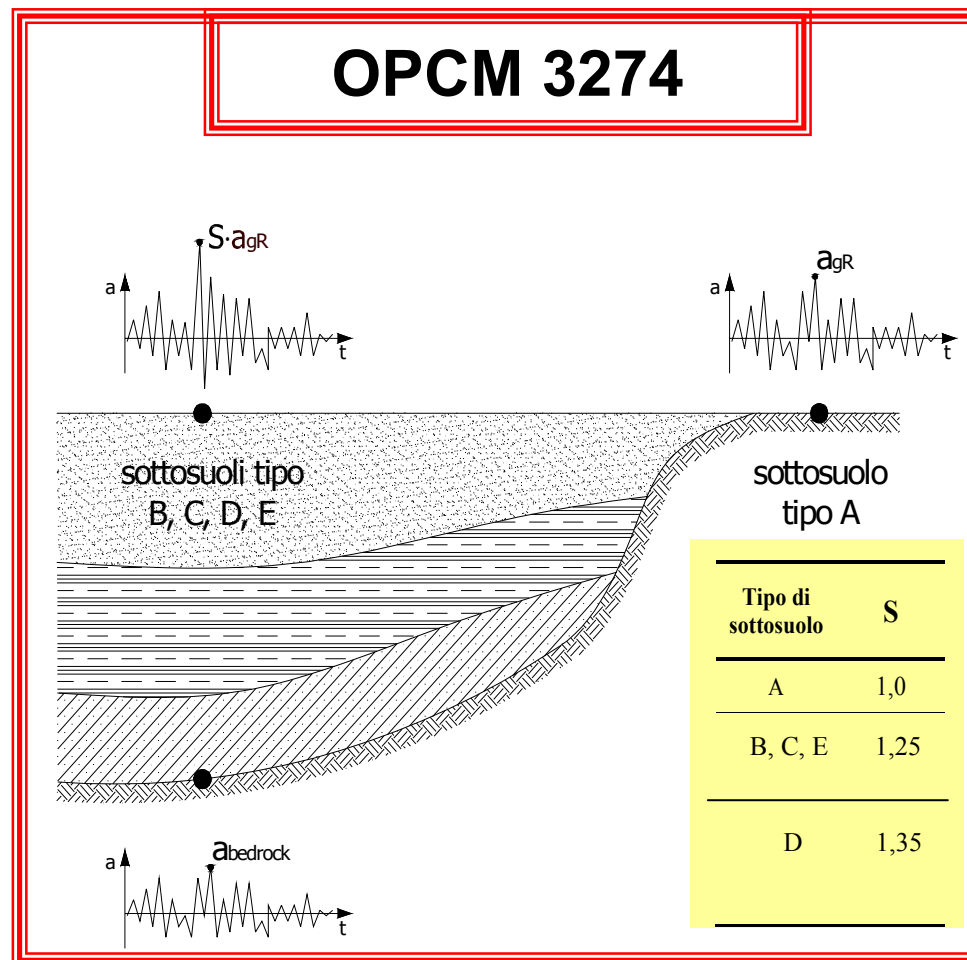 OPCM 3274
S·agR
a
t
agR
a
t
sottosuoli tipo
B, C, D, E
sottosuolo
tipo A
Tipo di
sottosuolo S
A 1,0
B, C, E 1,25
D 1,35
abedrock
a
t